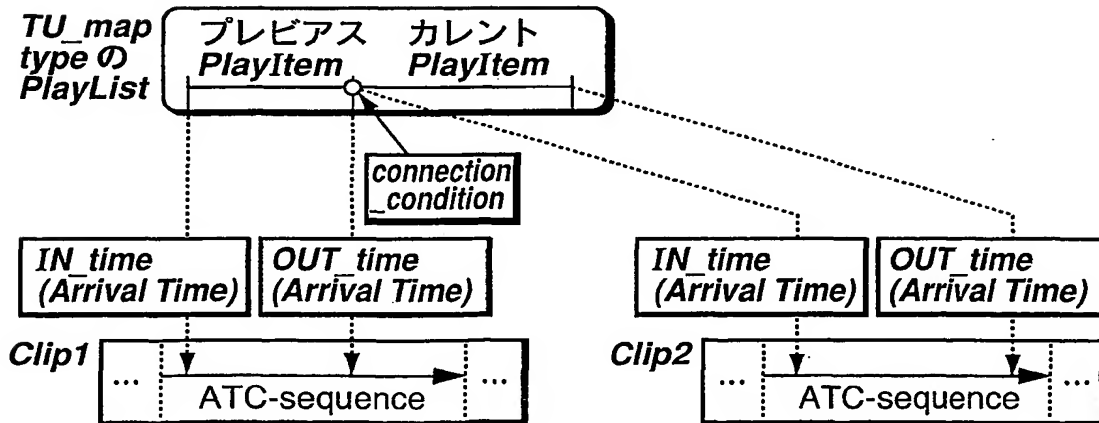 TU_map
type の
PlayList
プレビアス カレント
PlayItem PlayItem
connection
_condition
IN_time
(Arrival Time)
OUT_time
(Arrival Time)
IN_time
(Arrival Time)
OUT_time
(Arrival Time)
Clip1
... ATC-sequence ...
Clip2
... ATC-sequence ...